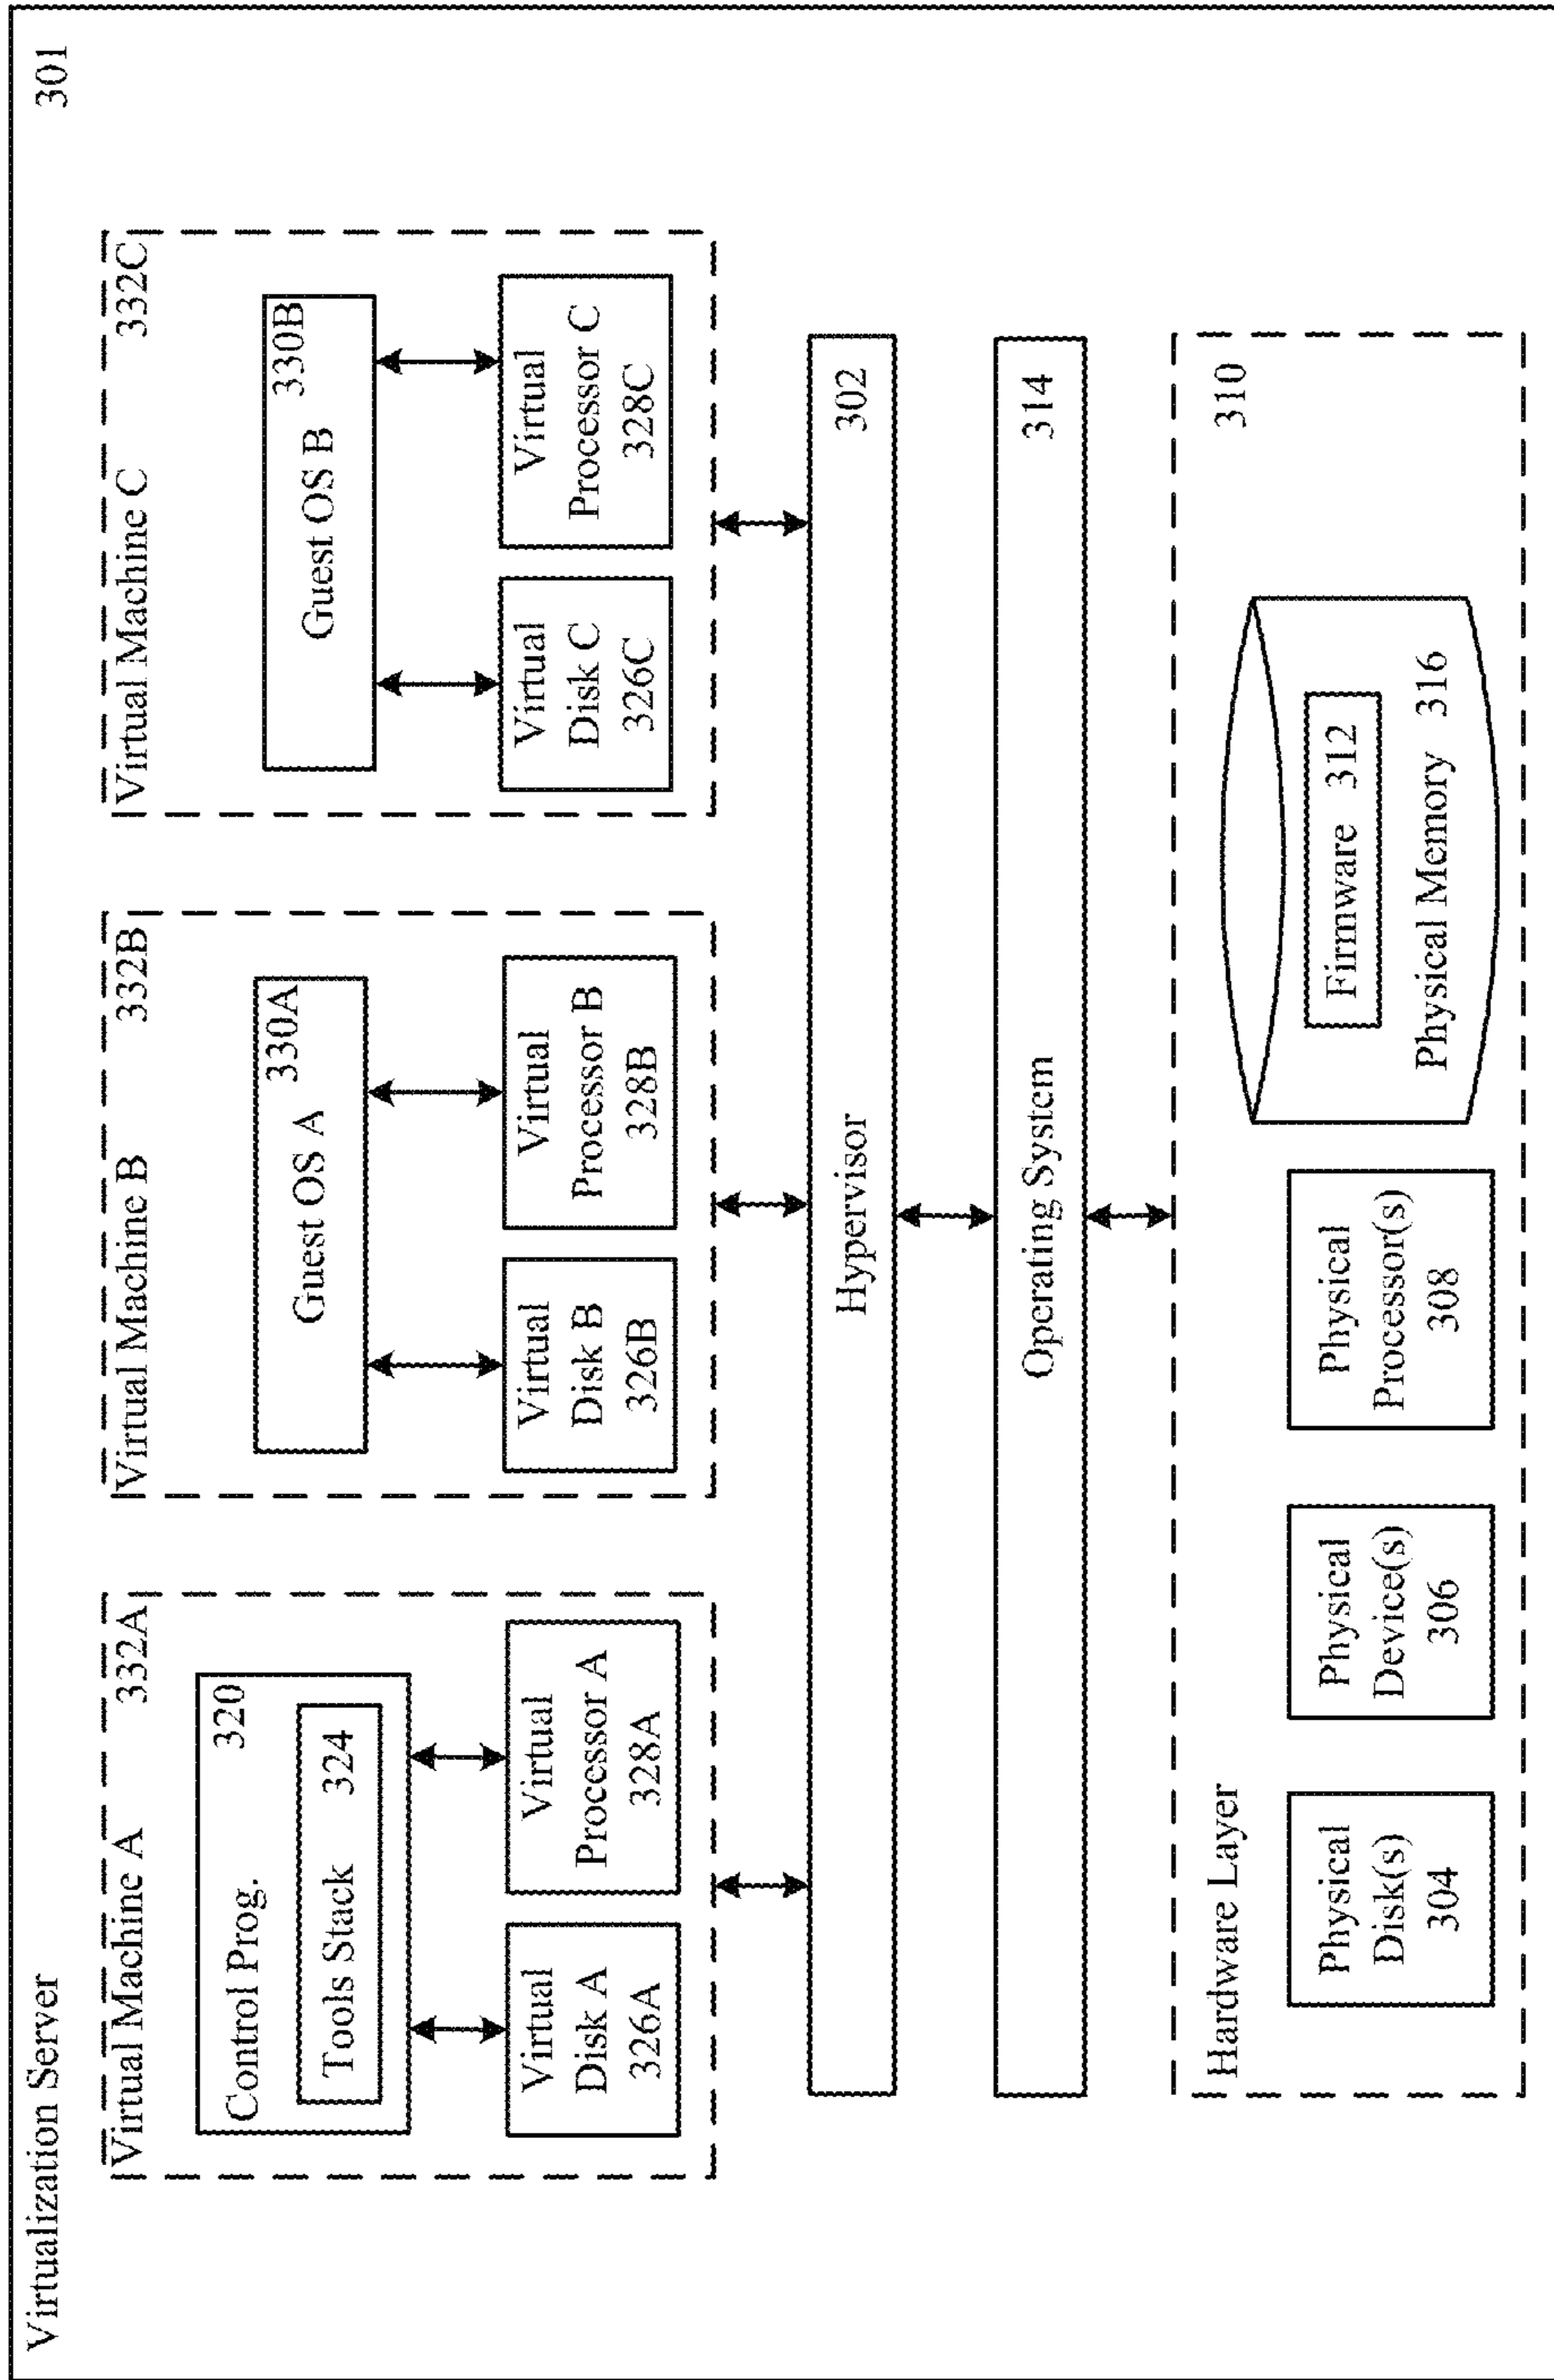 Virtualization Server
301
Virtual Machine A 332A
Control Prog. 320
Tools Stack 324
Virtual
Disk A
326A
Virtual
Processor A
328A
Virtual Machine B 332B
Guest OS A 330A
Virtual
Disk B
326B
Virtual
Processor B
328B
Virtual Machine C 332C
Guest OS B 330B
Virtual
Disk C
326C
Virtual
Processor C
328C
Hypervisor 302
Operating System 314
Hardware Layer 310
Physical
Disk(s)
304
Physical
Device(s)
306
Physical
Processor(s)
308
Firmware 312
Physical Memory 316